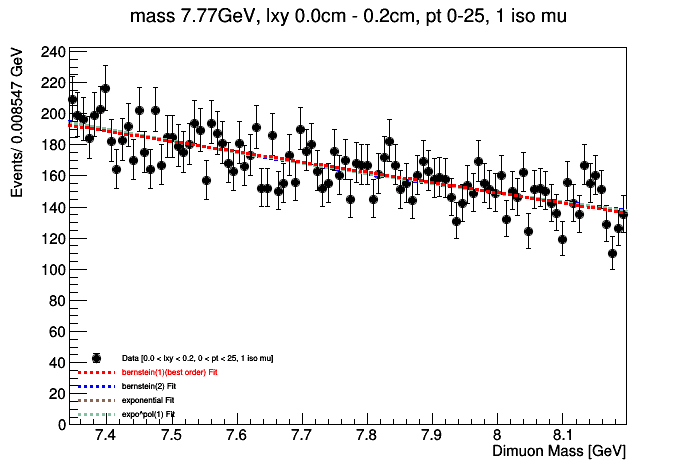 mass 7.77GeV, lxy 0.0cm - 0.2cm, pt 0-25, 1 iso mu
Events/ 0.008547 GeV
240
220
200
180
160
140
120
100
80
60
40
20
0
Data [0.0 < lxy < 0.2, 0 < pt < 25, 1 iso mu]
bernstein(1)(best order) Fit
bernstein(2) Fit
exponential Fit
expo*pol(1) Fit
7.4 7.5 7.6 7.7 7.8 7.9 8 8.1
Dimuon Mass [GeV]